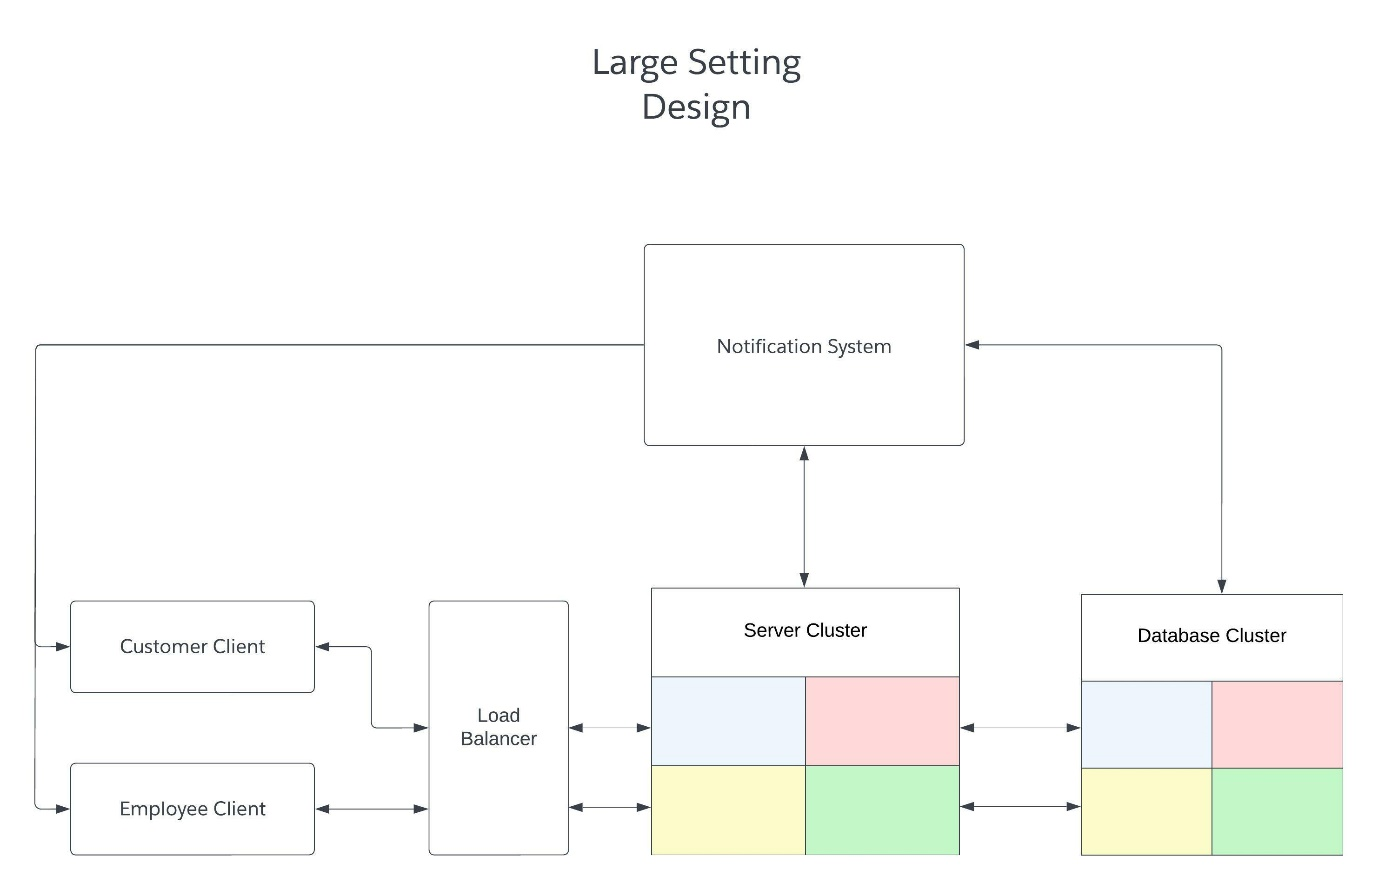 Large Setting
Design
Notification System
Customer Client
Load
Balancer
Employee Client
Server Cluster
Database Cluster